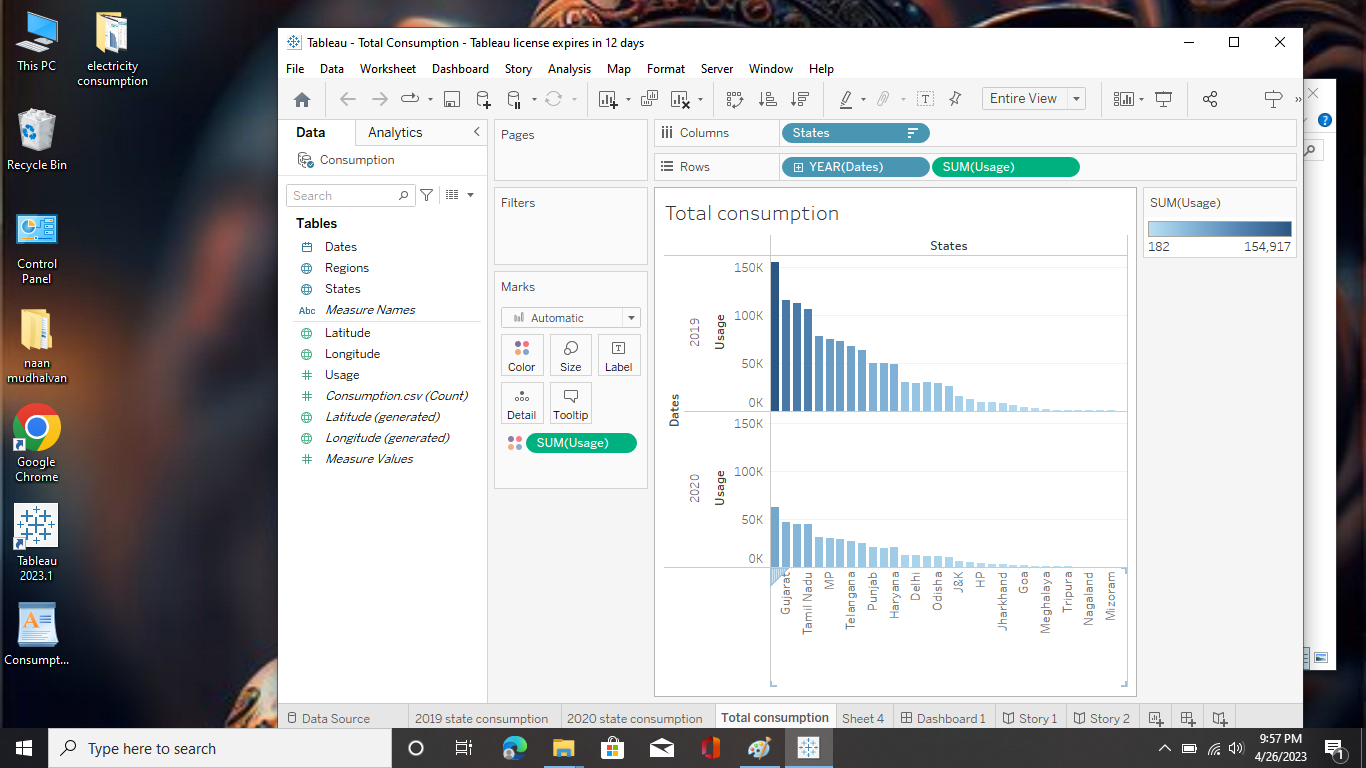 This PC
electricity
consumption
Recycle Bin
Control
Panel
naan
mudhalvan
Google
Chrome
Tableau
2023.1
Consumpt...
Tableau - Total Consumption - Tableau license expires in 12 days
File Data Worksheet Dashboard Story Analysis Map Format Server Window Help
Entire View
Data Analytics
Consumption
Search
Tables
Dates
Regions
States
Abc Measure Names
Latitude
Longitude
Usage
Consumption.csv (Count)
Latitude (generated)
Longitude (generated)
Measure Values
Pages
Filters
Marks
Automatic
Color Size Label
Detail Tooltip
SUM(Usage)
Columns States
Rows YEAR(Dates) SUM(Usage)
Total consumption
States
Dates
2019
Usage
150K
100K
50K
0K
2020
Usage
150K
100K
50K
0K
Gujarat
Tamil Nadu
MP
Telangana
Punjab
Haryana
Delhi
Odisha
J&K
HP
Jharkhand
Goa
Meghalaya
Tripura
Nagaland
Mizoram
SUM(Usage)
182 154,917
Data Source 2019 state consumption 2020 state consumption Total consumption Sheet 4 Dashboard 1 Story 1 Story 2
Type here to search
9:57 PM
4/26/2023
1